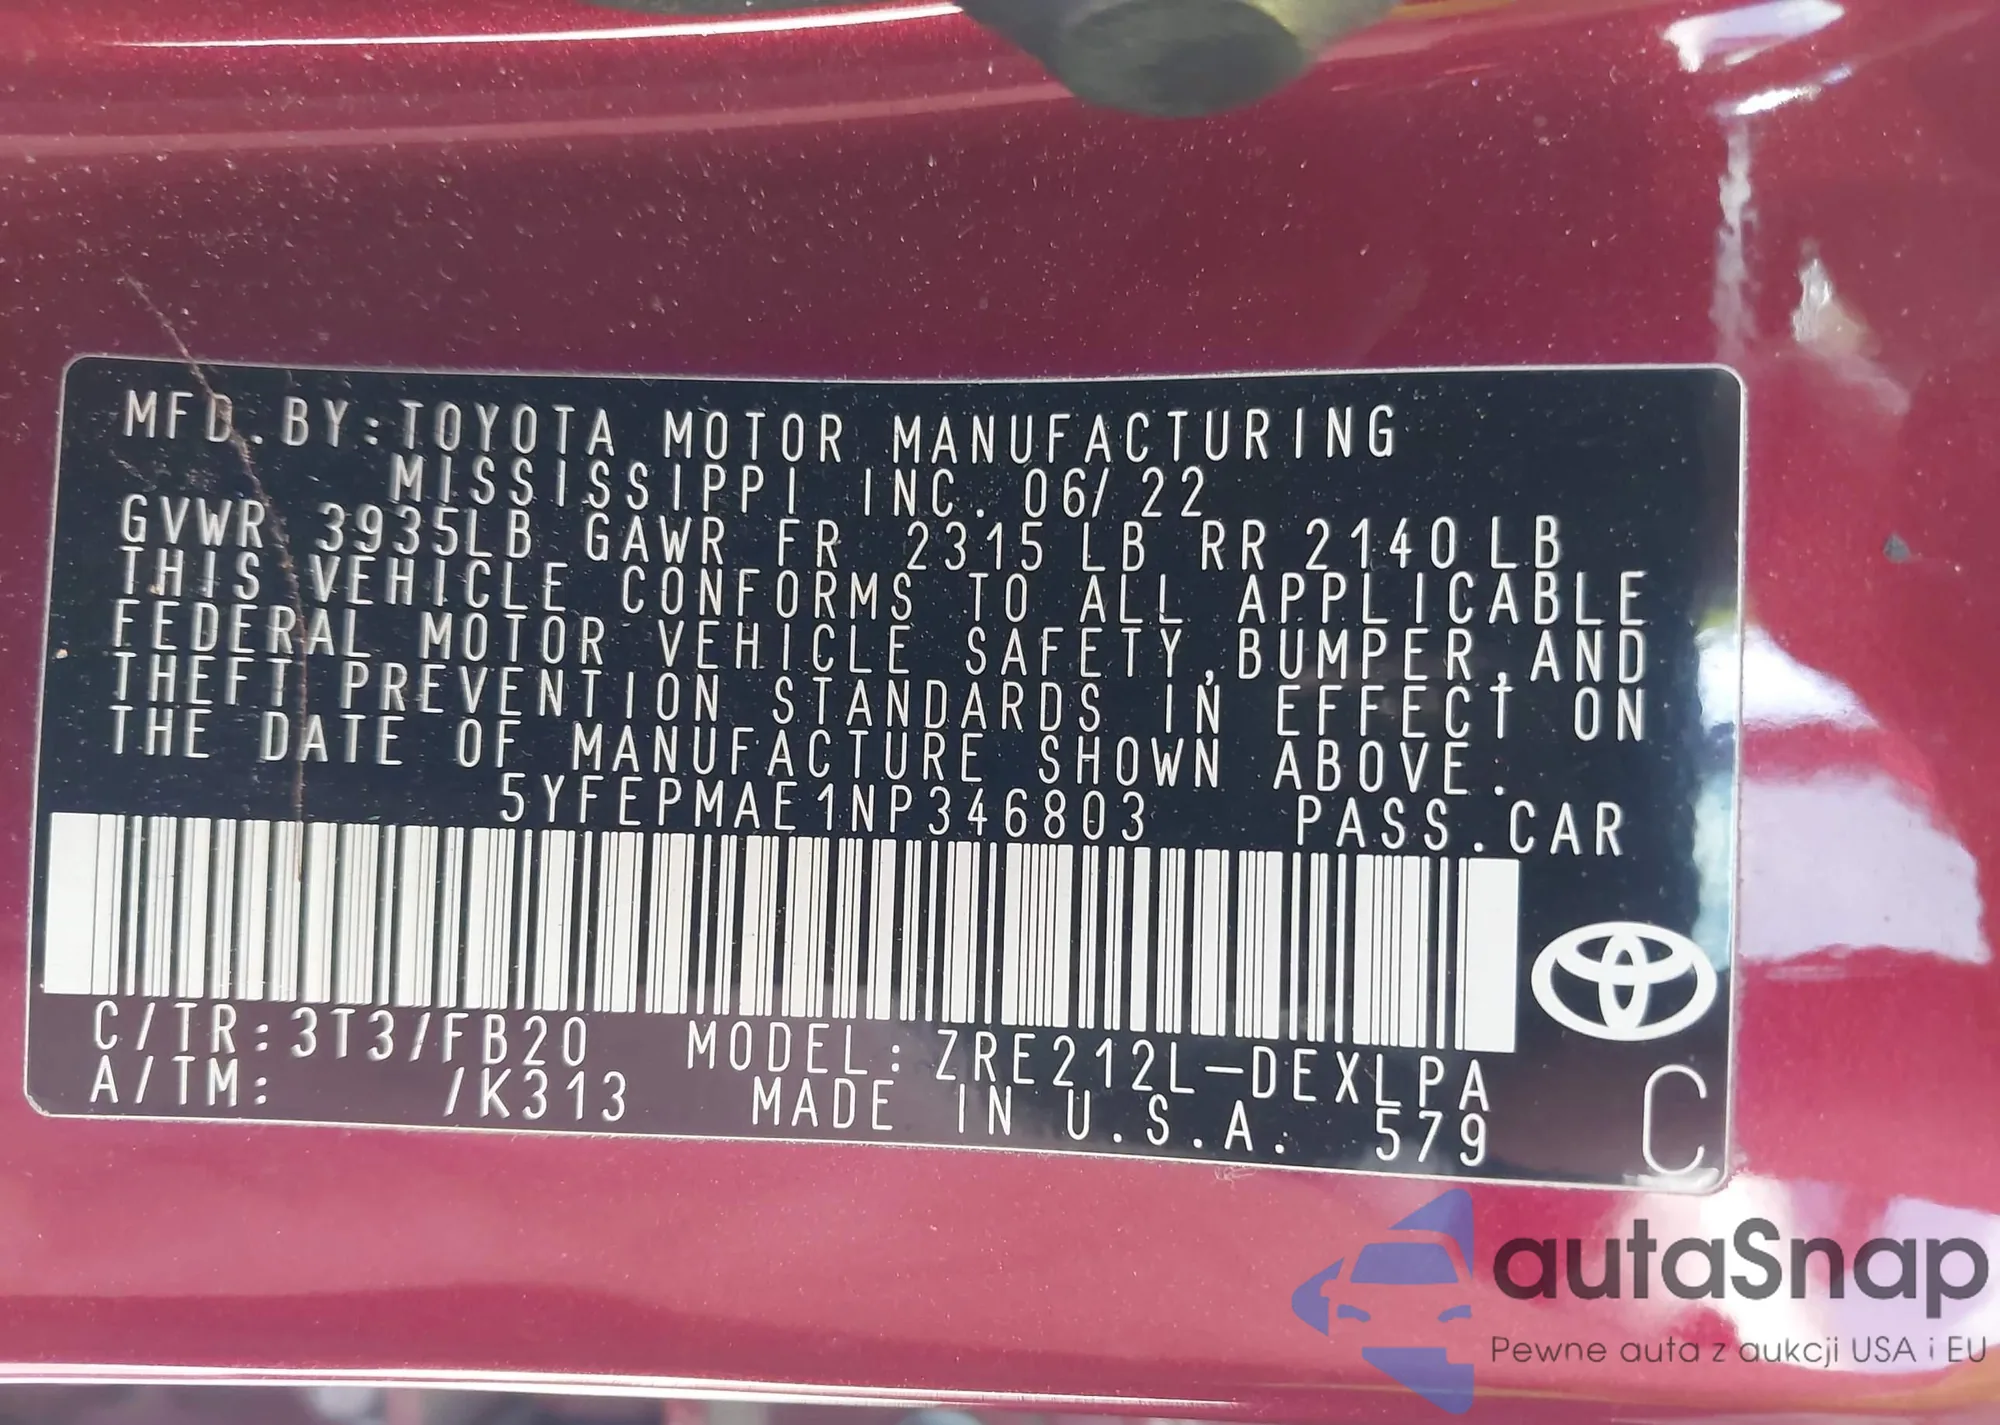 MFD.BY:TOYOTA MOTOR MANUFACTURING
MISSISSIPPI INC. 06/22
GVWR 3935LB GAWR FR 2315LB RR 2140LB
THIS VEHICLE CONFORMS TO ALL APPLICABLE
FEDERAL MOTOR VEHICLE SAFETY,BUMPER,AND
THEFT PREVENTION STANDARDS IN EFFECT ON
THE DATE OF MANUFACTURE SHOWN ABOVE.
5YFEPMAE1NP346803 PASS.CAR
C/TR:3T3/FB20 MODEL:ZRE212L-DEXLPA
A/TM: /K313 MADE IN U.S.A. 579
C
autaSnap
Pewne auta z aukcji USA i EU